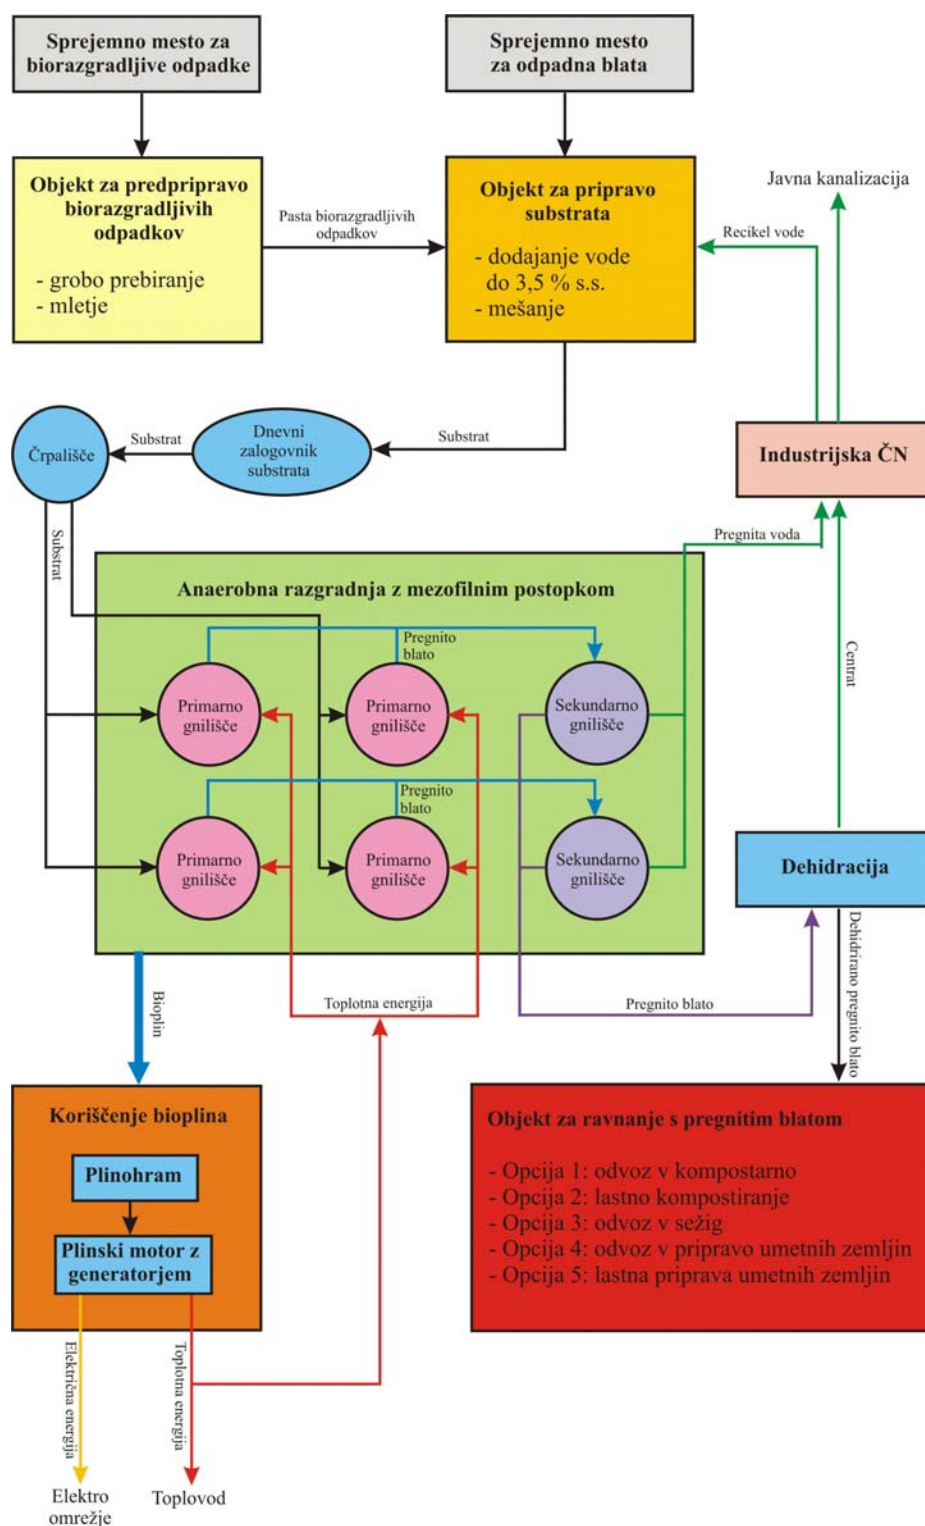 Sprejemno mesto za
biorazgradljive odpadke
Sprejemno mesto
za odpadna blata
Objekt za predpripravo
biorazgradljivih
odpadkov
- grobo prebiranje
- mletje
Pasta biorazgradljivih
odpadkov
Objekt za pripravo
substrata
- dodajanje vode
do 3,5 % s.s.
- mešanje
Javna kanalizacija
Recikel vode
Črpališče
Substrat
Dnevni
zalogovnik
substrata
Substrat
Industrijska ČN
Substrat
Pregnita voda
Anaerobna razgradnja z mezofilnim postopkom
Pregnito
blato
Primarno
gnilišče
Primarno
gnilišče
Sekundarno
gnilišče
Centrat
Pregnito
blato
Primarno
gnilišče
Primarno
gnilišče
Sekundarno
gnilišče
Dehidracija
Bioplin
Toplotna energija
Pregnito blato
Dehidrirano pregnito blato
Koriščenje bioplina
Plinohram
Plinski motor z
generatorjem
Objekt za ravnanje s pregnitim blatom
- Opcija 1: odvoz v kompostarno
- Opcija 2: lastno kompostiranje
- Opcija 3: odvoz v sežig
- Opcija 4: odvoz v pripravo umetnih zemljin
- Opcija 5: lastna priprava umetnih zemljin
Električna energija
Toplotna energija
Elektro
omrežje
Toplovod